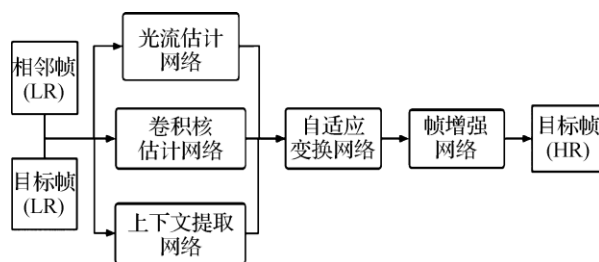 相邻帧
(LR)
目标帧
(LR)
光流估计
网络
卷积核
估计网络
上下文提取
网络
自适应
变换网络
帧增强
网络
目标帧
(HR)